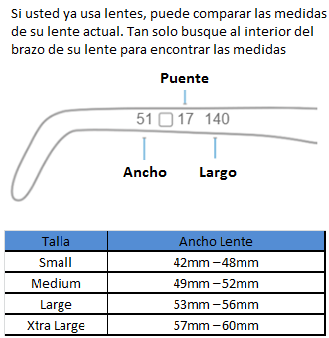 Si usted ya usa lentes, puede comparar las medidas
de su lente actual. Tan solo busque al interior del
brazo de su lente para encontrar las medidas
Puente
51 □ 17 140
Ancho Largo
Talla Ancho Lente
Small 42mm –48mm
Medium 49mm –52mm
Large 53mm –56mm
Xtra Large 57mm –60mm